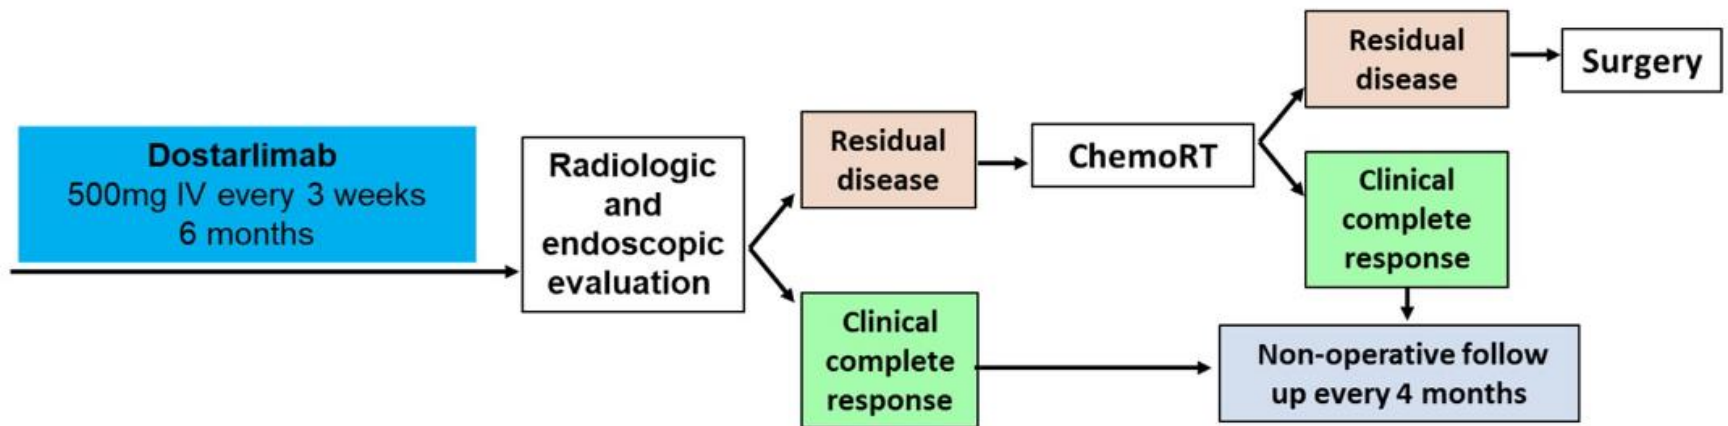 Dostarlimab
500mg IV every 3 weeks
6 months
Radiologic
and
endoscopic
evaluation
Residual
disease
ChemoRT
Residual
disease
Surgery
Clinical
complete
response
Clinical
complete
response
Non-operative follow
up every 4 months